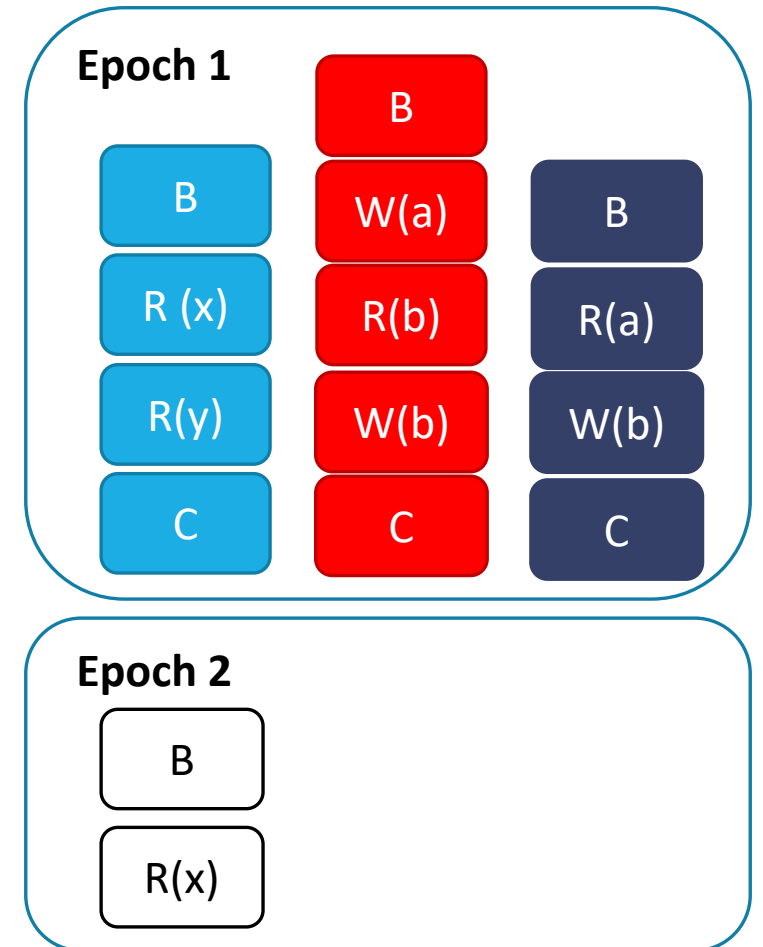 Epoch 1
B
R (x)
R(y)
C
B
W(a)
R(b)
W(b)
C
B
R(a)
W(b)
C
Epoch 2
B
R(x)